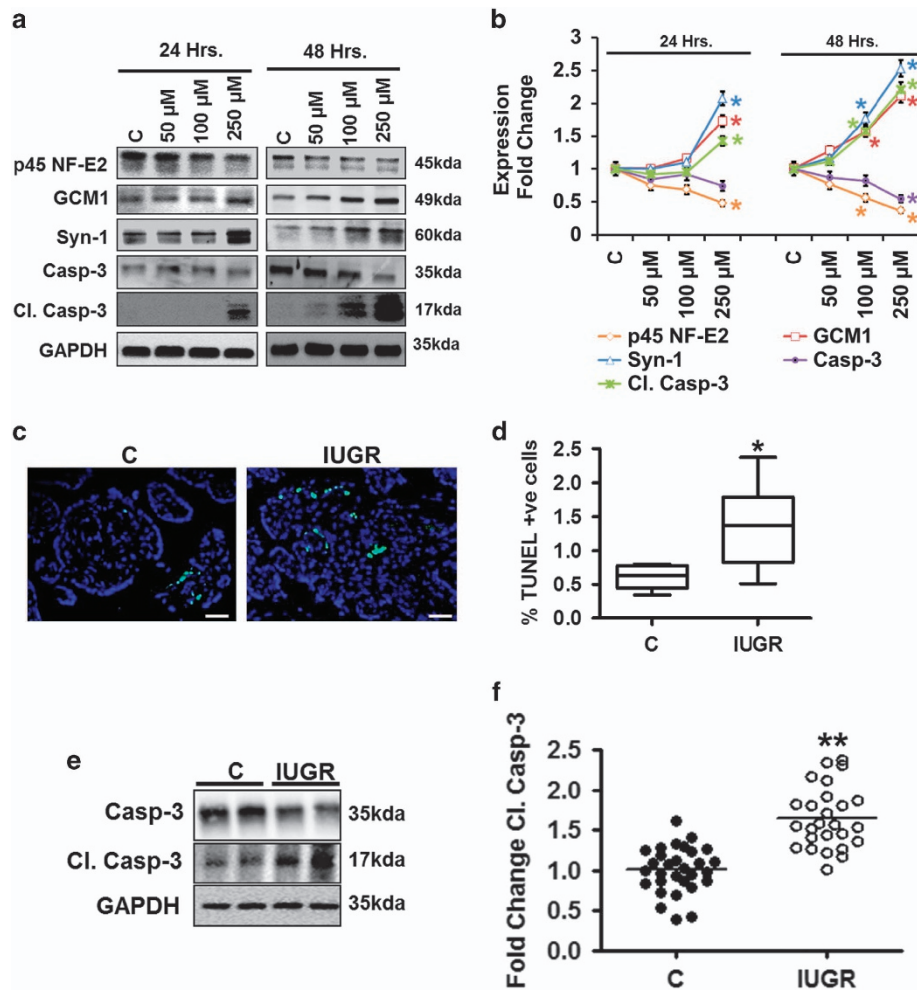 a
24 Hrs.
48 Hrs.
C
50 µM
100 µM
250 µM
C
50 µM
100 µM
250 µM
p45 NF-E2
45kda
GCM1
49kda
Syn-1
60kda
Casp-3
35kda
Cl. Casp-3
17kda
GAPDH
35kda
b
24 Hrs.
48 Hrs.
Expression
Fold Change
3
2.5
2
1.5
1
0.5
0
*
*
*
*
*
*
*
*
*
*
*
*
*
C
50 µM
100 µM
250 µM
C
50 µM
100 µM
250 µM
p45 NF-E2
GCM1
Syn-1
Casp-3
Cl. Casp-3
c
C
IUGR
d
% TUNEL +ve cells
2.5
2.0
1.5
1.0
0.5
0.0
*
C
IUGR
e
C
IUGR
Casp-3
35kda
Cl. Casp-3
17kda
GAPDH
35kda
f
Fold Change Cl. Casp-3
2.5
2.0
1.5
1.0
0.5
0.0
**
C
IUGR